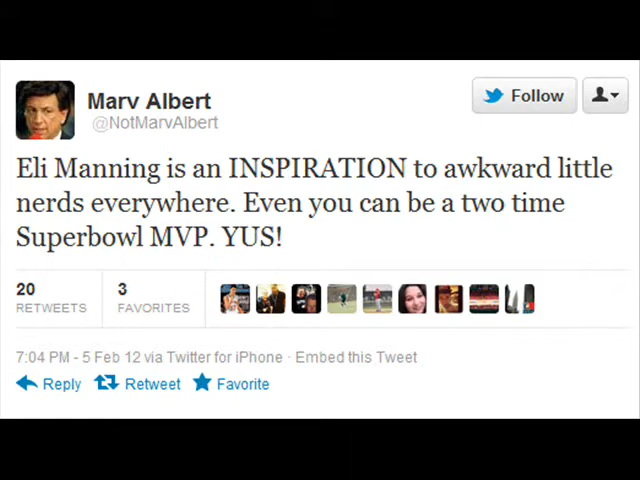 Marv Albert
@NotMarvAlbert
Follow
Eli Manning is an INSPIRATION to awkward little
nerds everywhere. Even you can be a two time
Superbowl MVP. YUS!
20 3
RETWEETS FAVORITES
7:04 PM - 5 Feb 12 via Twitter for iPhone · Embed this Tweet
Reply Retweet Favorite